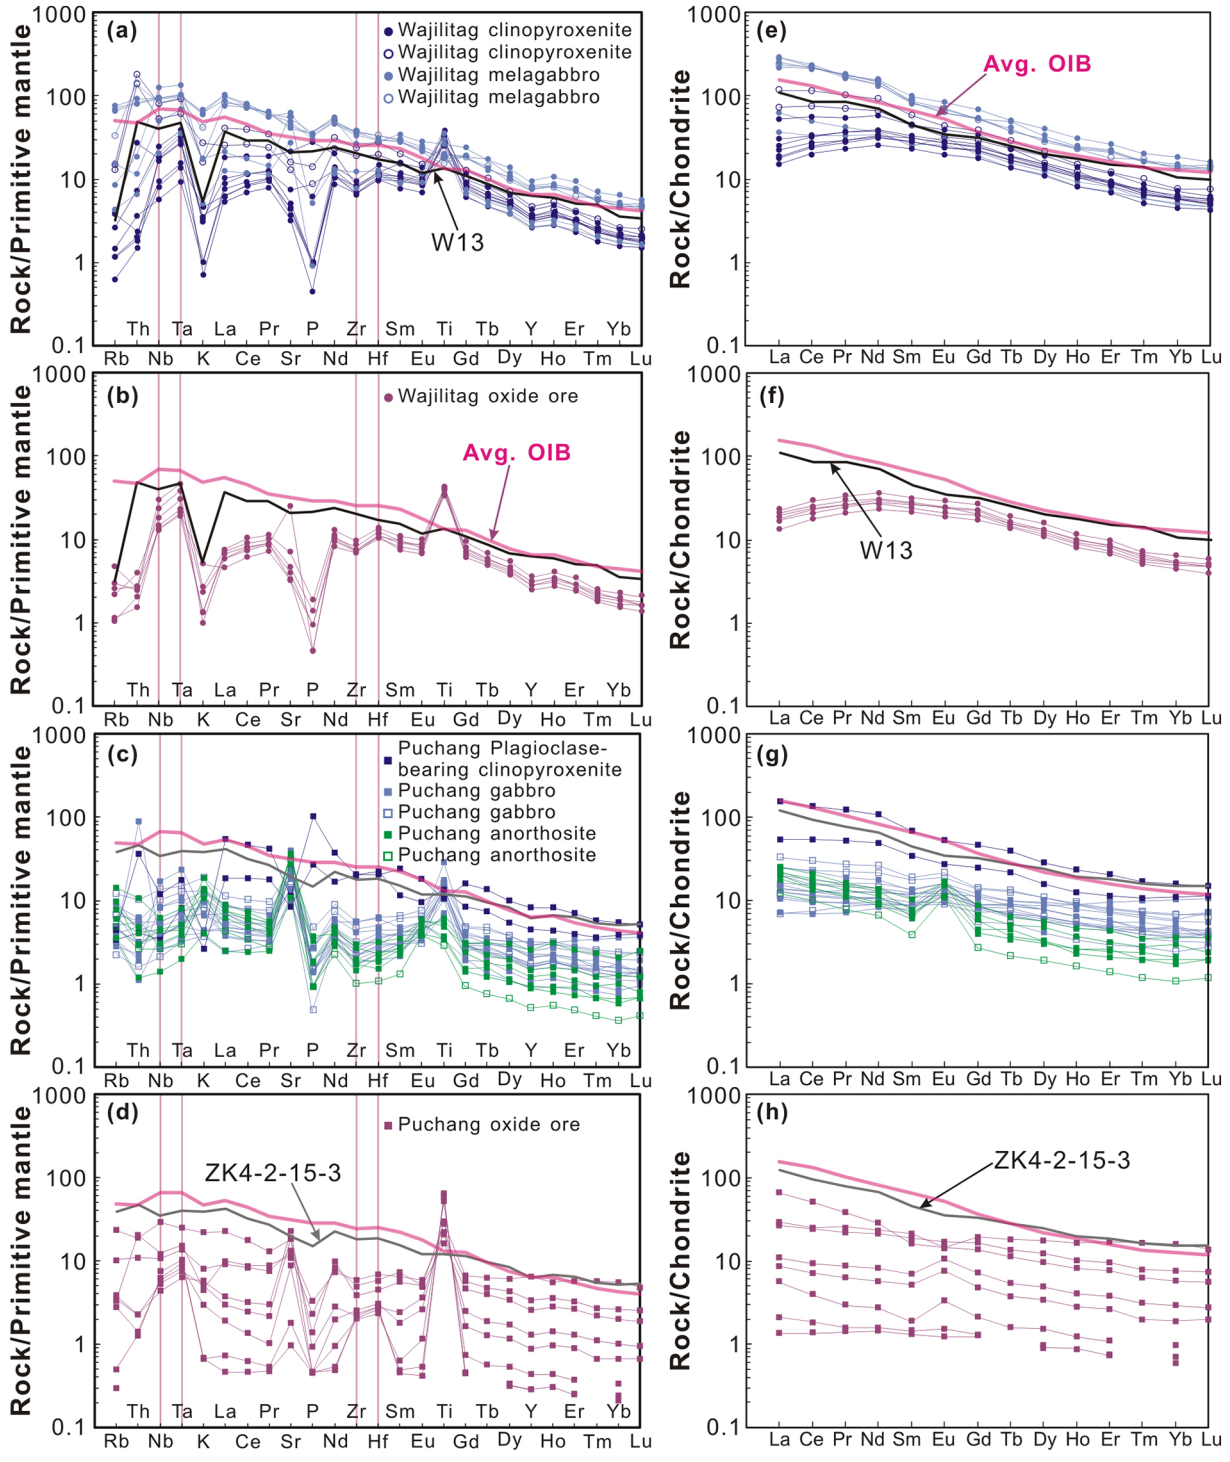 Rock/Primitive mantle
1000
100
10
1
0.1
(a)
Wajilitag clinopyroxenite
Wajilitag clinopyroxenite
Wajilitag melagabbro
Wajilitag melagabbro
W13
Th Nb Ta La Pr P Zr Sm Ti Tb Y Er Yb
Rb Nb K Ce Sr Nd Hf Eu Gd Dy Ho Tm Lu
Rock/Chondrite
1000
100
10
1
0.1
(e)
Avg. OIB
La Ce Pr Nd Sm Eu Gd Tb Dy Ho Er Tm Yb Lu
Rock/Primitive mantle
1000
100
10
1
0.1
(b)
Wajilitag oxide ore
Avg. OIB
Th Ta La Pr P Zr Sm Ti Tb Y Er Yb
Rb Nb K Ce Sr Nd Hf Eu Gd Dy Ho Tm Lu
Rock/Chondrite
1000
100
10
1
0.1
(f)
W13
La Ce Pr Nd Sm Eu Gd Tb Dy Ho Er Tm Yb Lu
Rock/Primitive mantle
1000
100
10
1
0.1
(c)
Puchang Plagioclase-
bearing clinopyroxenite
Puchang gabbro
Puchang gabbro
Puchang anorthosite
Puchang anorthosite
Th Ta La Pr P Zr Sm Ti Tb Y Er Yb
Rb Nb K Ce Sr Nd Hf Eu Gd Dy Ho Tm Lu
Rock/Chondrite
1000
100
10
1
0.1
(g)
La Ce Pr Nd Sm Eu Gd Tb Dy Ho Er Tm Yb Lu
Rock/Primitive mantle
1000
100
10
1
0.1
(d)
Puchang oxide ore
ZK4-2-15-3
Th Ta La Pr P Zr Sm Ti Tb Y Er Yb
Rb Nb K Ce Sr Nd Hf Eu Gd Dy Ho Tm Lu
Rock/Chondrite
1000
100
10
1
0.1
(h)
ZK4-2-15-3
La Ce Pr Nd Sm Eu Gd Tb Dy Ho Er Tm Yb Lu